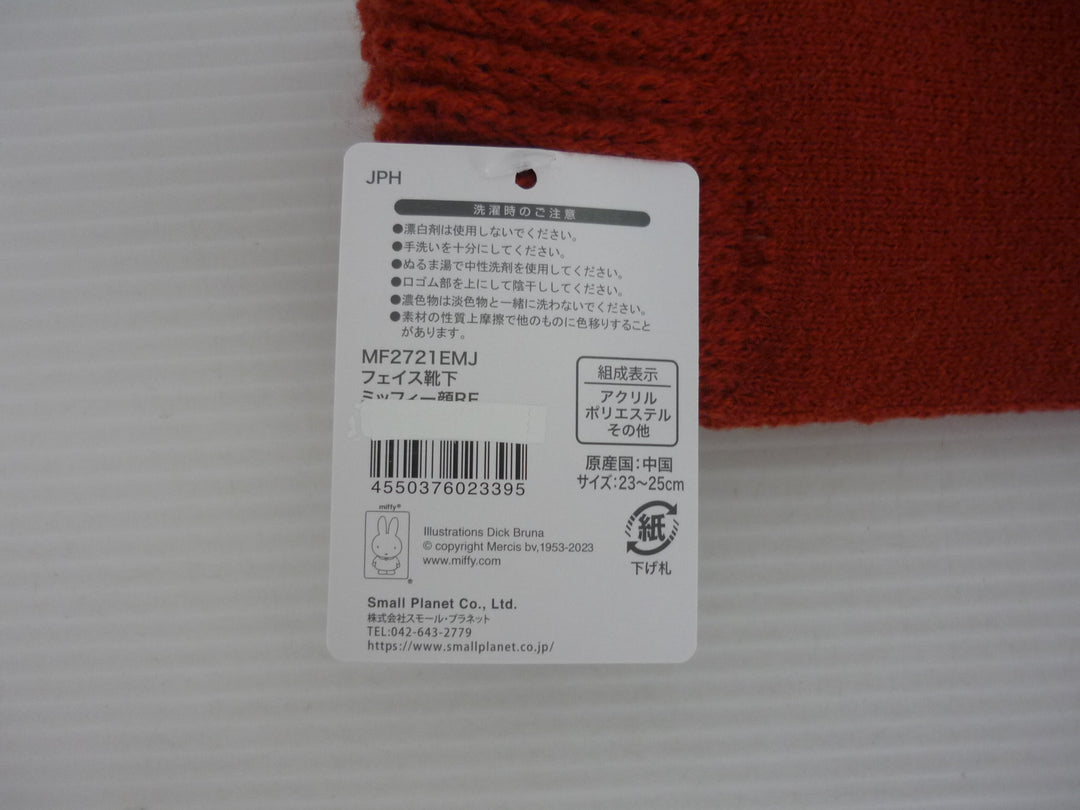 JPH
洗濯時のご注意
●漂白剤は使用しないでください。
●手洗いを十分にしてください。
●ぬるま湯で中性洗剤を使用してください。
●口ゴム部を上にして陰干ししてください。
●濃色物は淡色物と一緒に洗わないでください。
●素材の性質上摩擦で他のものに色移りすること
があります。
MF2721EMJ
フェイス靴下
ミッフィー顔RE
組成表示
アクリル
ポリエステル
その他
原産国:中国
サイズ:23〜25cm
4550376023395
miffy®
Illustrations Dick Bruna
© copyright Mercis bv,1953-2023
www.miffy.com
®
紙
下げ札
Small Planet Co., Ltd.
株式会社スモール・プラネット
TEL:042-643-2779
https://www.smallplanet.co.jp/